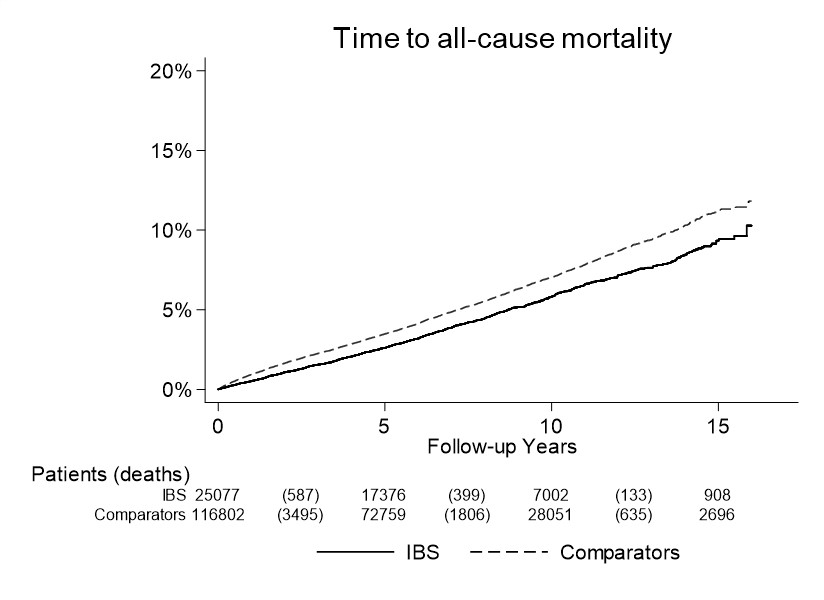 Time to all-cause mortality
20%
15%
10%
5%
0%
0 5 10 15
Follow-up Years
Patients (deaths)
IBS 25077 (587) 17376 (399) 7002 (133) 908
Comparators 116802 (3495) 72759 (1806) 28051 (635) 2696
IBS Comparators